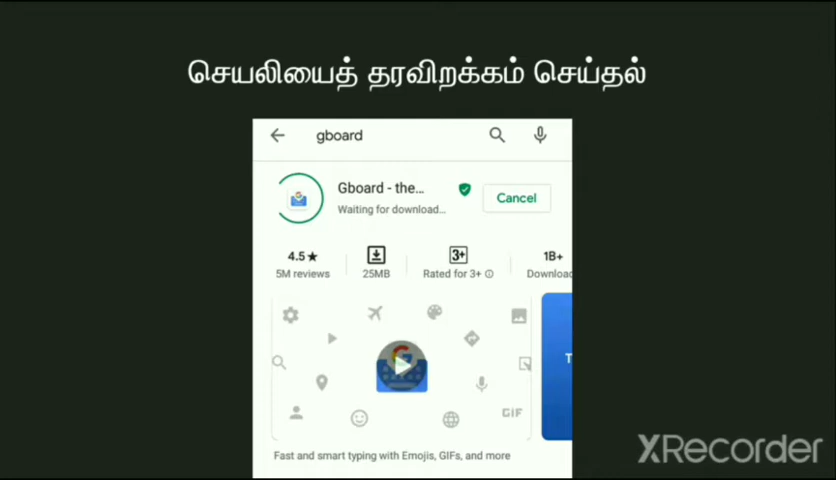 செயலியைத் தரவிறக்கம் செய்தல்
gboard
Gboard - the...
Waiting for download...
Cancel
4.5★
5M reviews
25MB
3+
Rated for 3+
1B+
Downloa
T
GIF
Fast and smart typing with Emojis, GIFs, and more
XRecorder